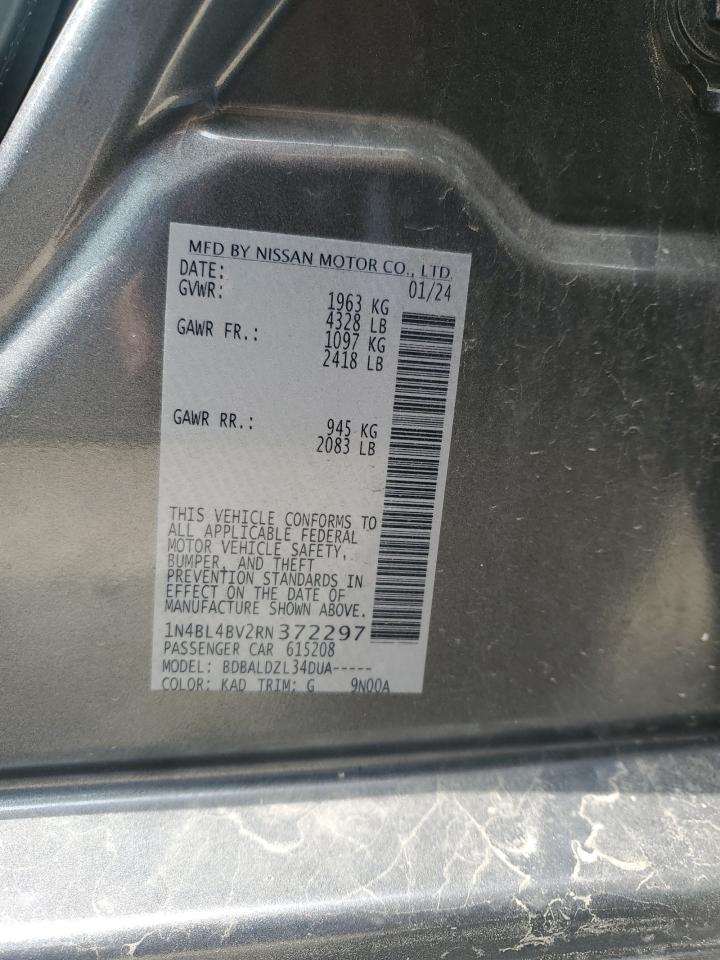 MFD BY NISSAN MOTOR CO., LTD.
DATE: 01/24
GVWR: 1963 KG
4328 LB
GAWR FR.: 1097 KG
2418 LB
GAWR RR.: 945 KG
2083 LB
THIS VEHICLE CONFORMS TO
ALL APPLICABLE FEDERAL
MOTOR VEHICLE SAFETY,
BUMPER, AND THEFT
PREVENTION STANDARDS IN
EFFECT ON THE DATE OF
MANUFACTURE SHOWN ABOVE.
1N4BL4BV2RN372297
PASSENGER CAR 615208
MODEL: BDBALDZL34DUA-----
COLOR: KAD TRIM: G 9N00A